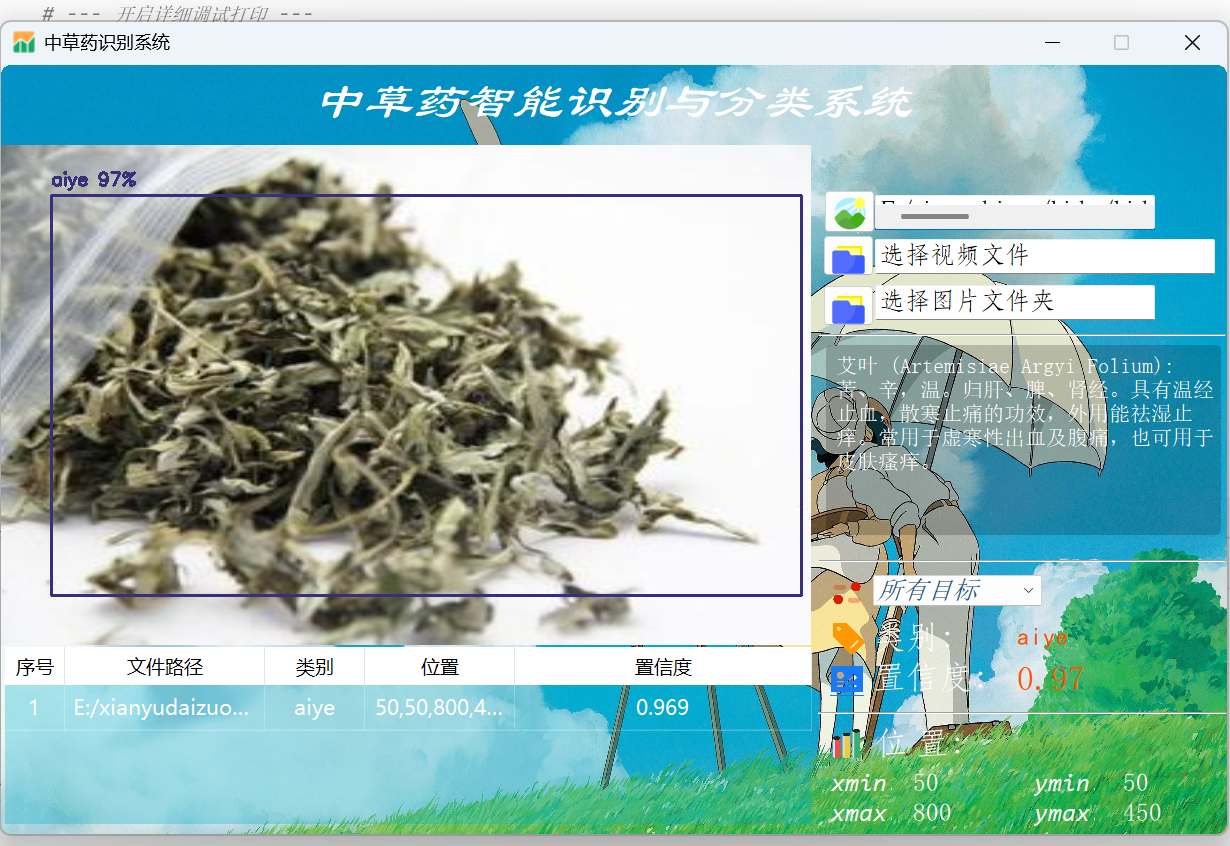 # --- 开启详细调试打印 ---
中草药识别系统
中草药智能识别与分类系统
aiye 97%
选择视频文件
选择图片文件夹
艾叶 (Artemisiae Argyi Folium):
苦、辛，温。归肝、脾、肾经。具有温经
止血，散寒止痛的功效，外用能祛湿止
痒。常用于虚寒性出血及腹痛，也可用于
皮肤瘙痒。
所有目标
类别: aiye
置信度: 0.97
位置:
xmin 50 ymin 50
xmax 800 ymax 450
序号 文件路径 类别 位置 置信度
1 E:/xianyudaizuo... aiye 50,50,800,4... 0.969